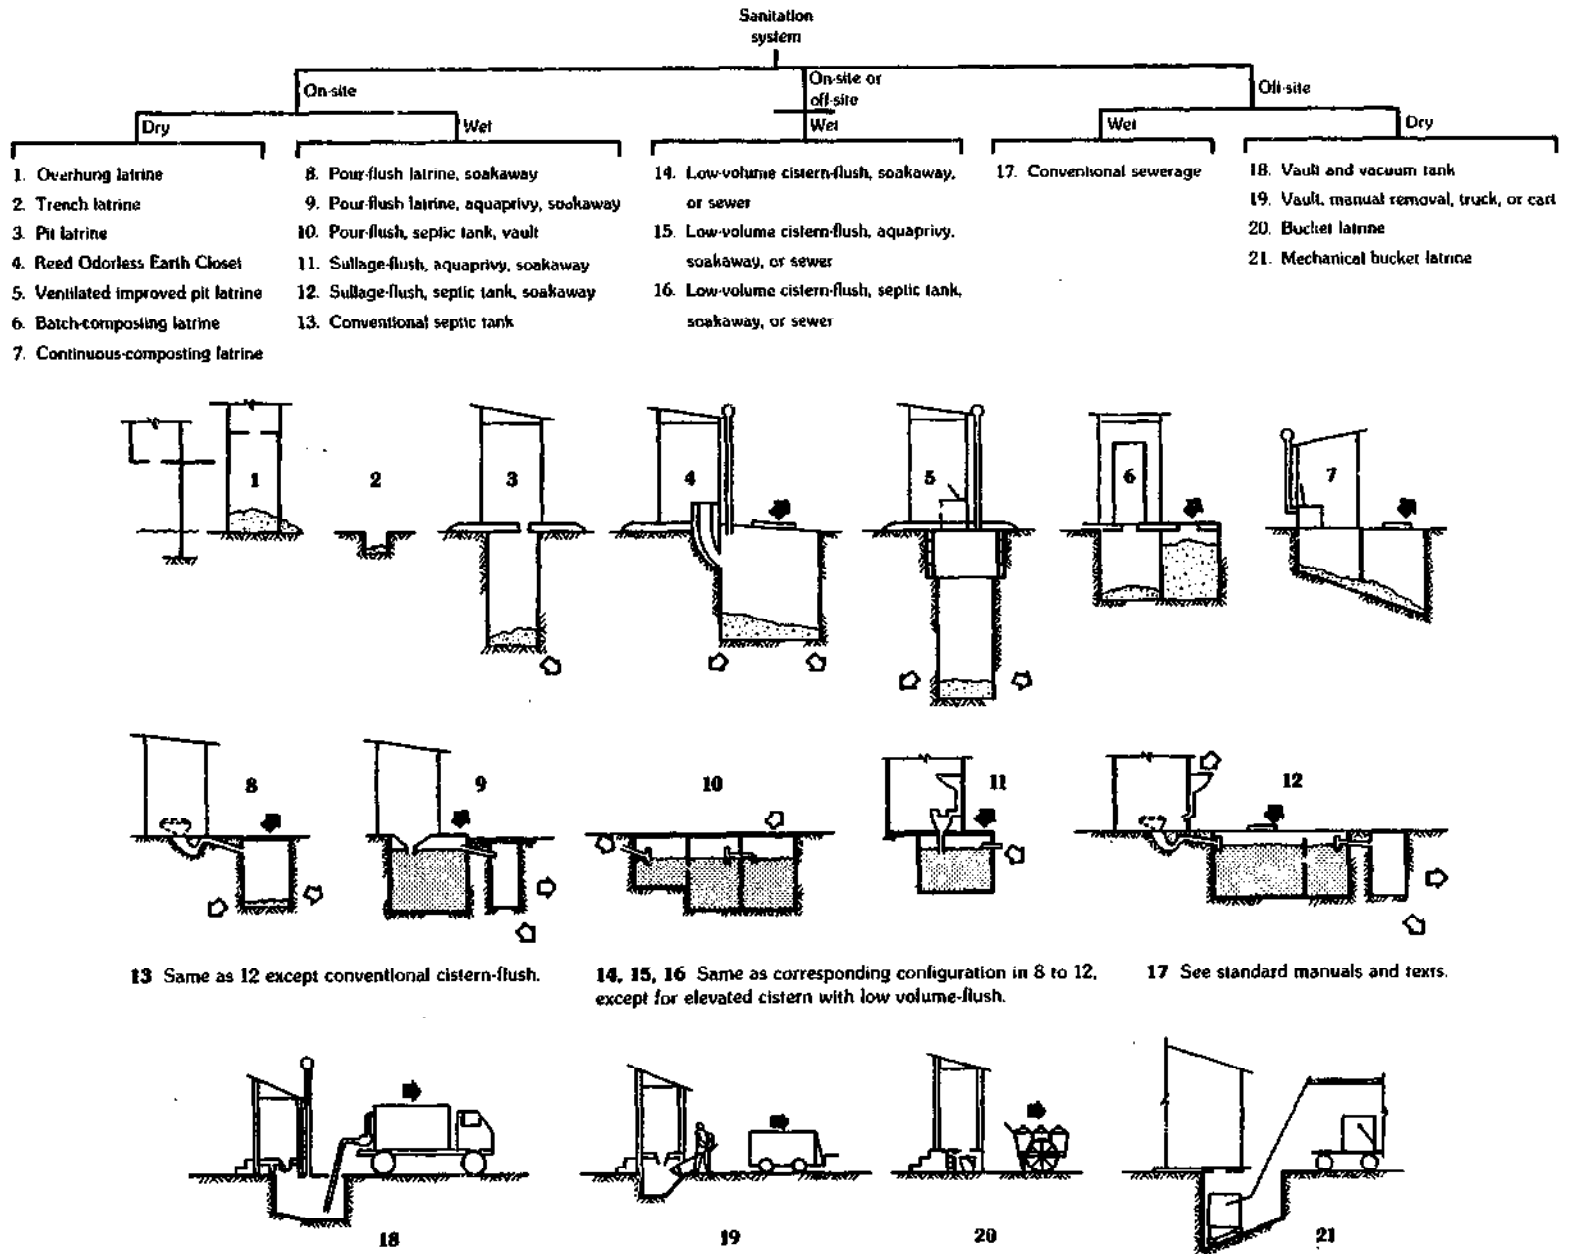 Sanitation
system
On-site
On-site or
off-site
Off-site
Dry
Wet
Wet
Wet
Dry
1. Overhung latrine
2. Trench latrine
3. Pit latrine
4. Reed Odorless Earth Closet
5. Ventilated improved pit latrine
6. Batch-composting latrine
7. Continuous-composting latrine
8. Pour-flush latrine, soakaway
9. Pour-flush latrine, aquaprivy, soakaway
10. Pour-flush, septic tank, vault
11. Sullage-flush, aquaprivy, soakaway
12. Sullage-flush, septic tank, soakaway
13. Conventional septic tank
14. Low-volume cistern-flush, soakaway,
or sewer
15. Low-volume cistern-flush, aquaprivy,
soakaway, or sewer
16. Low-volume cistern-flush, septic tank,
soakaway, or sewer
17. Conventional sewerage
18. Vault and vacuum tank
19. Vault, manual removal, truck, or cart
20. Bucket latrine
21. Mechanical bucket latrine
1
2
3
4
5
6
7
8
9
10
11
12
13 Same as 12 except conventional cistern-flush.
14, 15, 16 Same as corresponding configuration in 8 to 12,
except for elevated cistern with low volume-flush.
17 See standard manuals and texts.
18
19
20
21